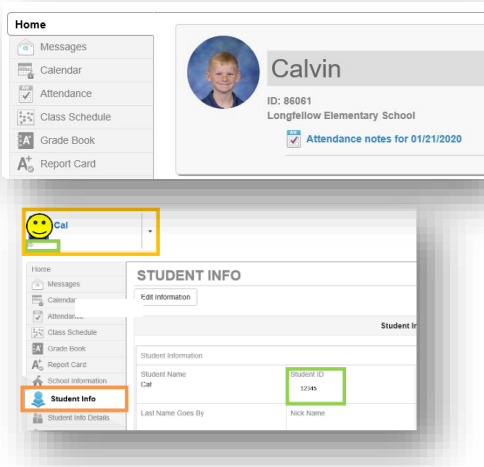 Home
Messages
Calendar
Attendance
Class Schedule
Grade Book
Report Card
Calvin
ID: 86061
Longfellow Elementary School
Attendance notes for 01/21/2020
Cal
Home
Messages
Calendar
Attendance
Class Schedule
Grade Book
Report Card
School Information
Student Info
Student Info Details
STUDENT INFO
Edit Information
Student In
Student Information
Student Name
Cal
Student ID
12345
Last Name Goes By
Nick Name